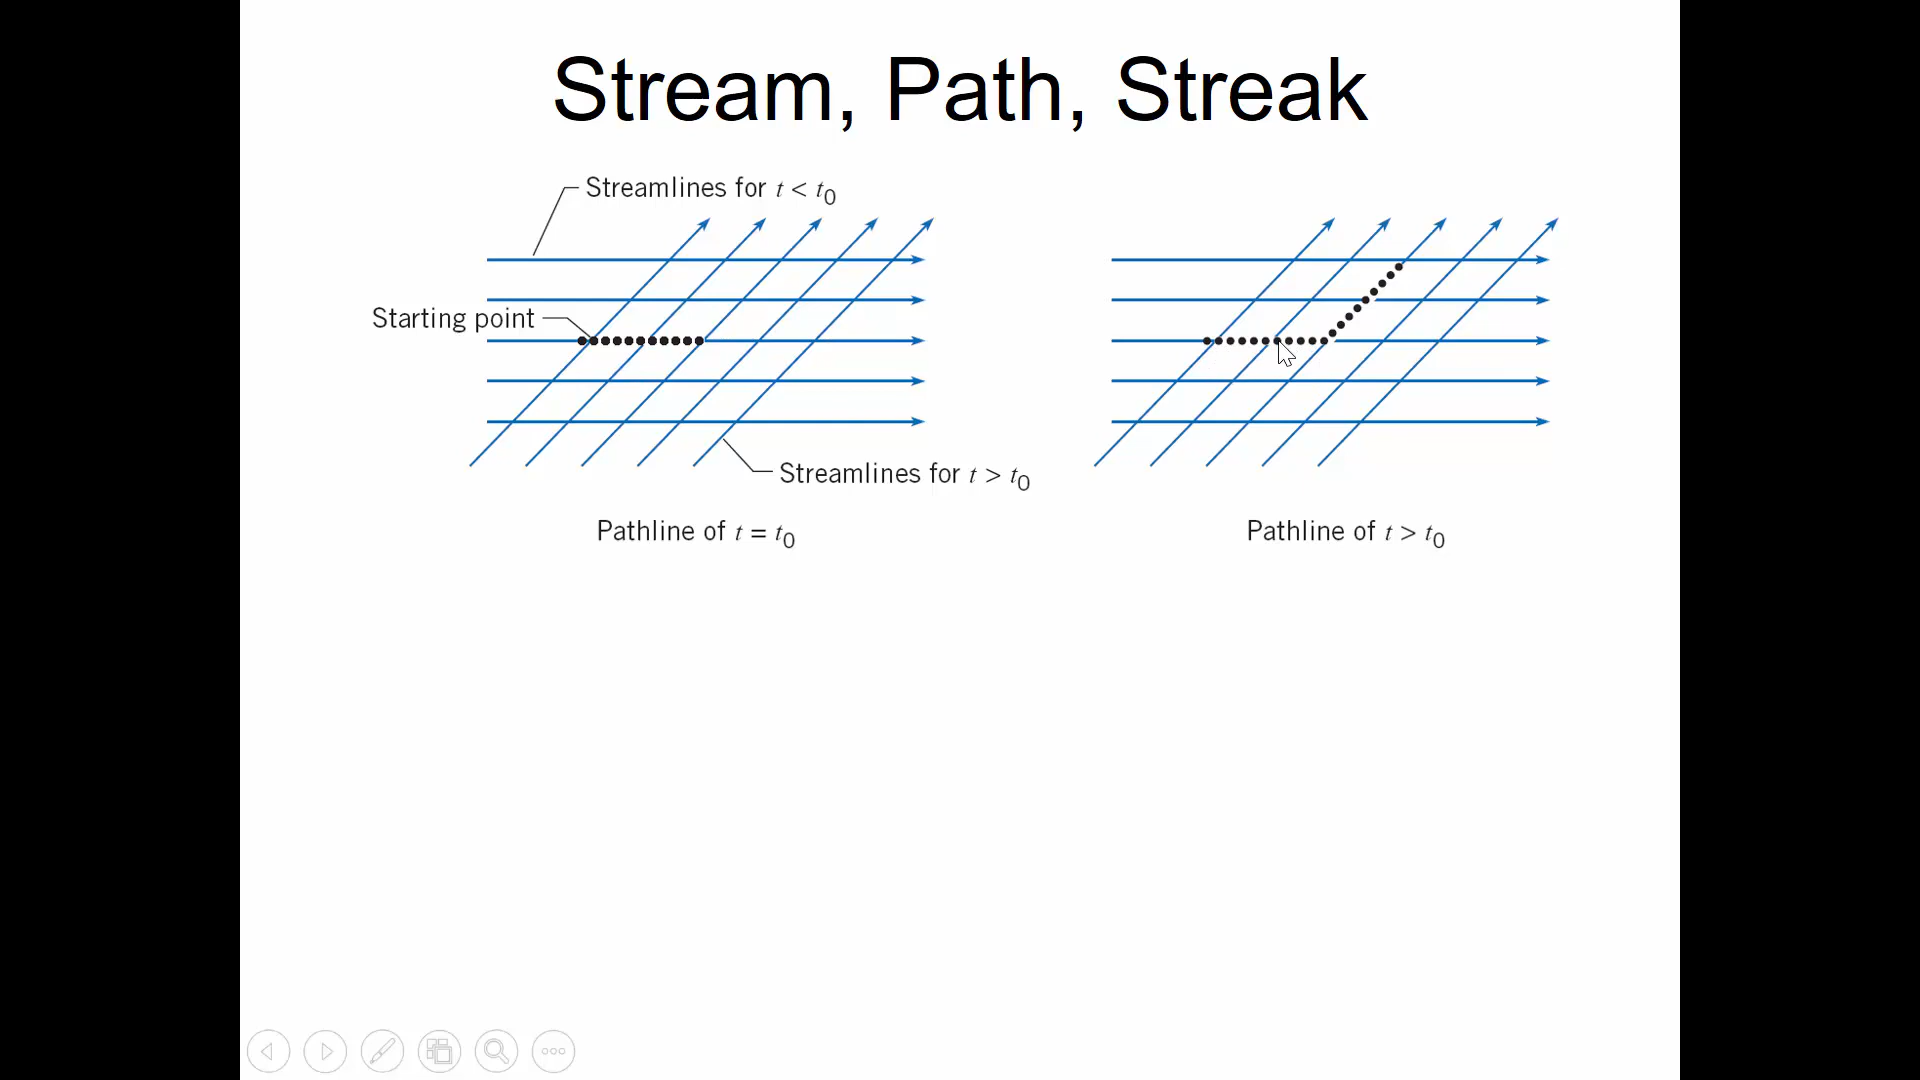 Stream, Path, Streak
Streamlines for t < t₀
Starting point
Streamlines for t > t₀
Pathline of t = t₀
Pathline of t > t₀